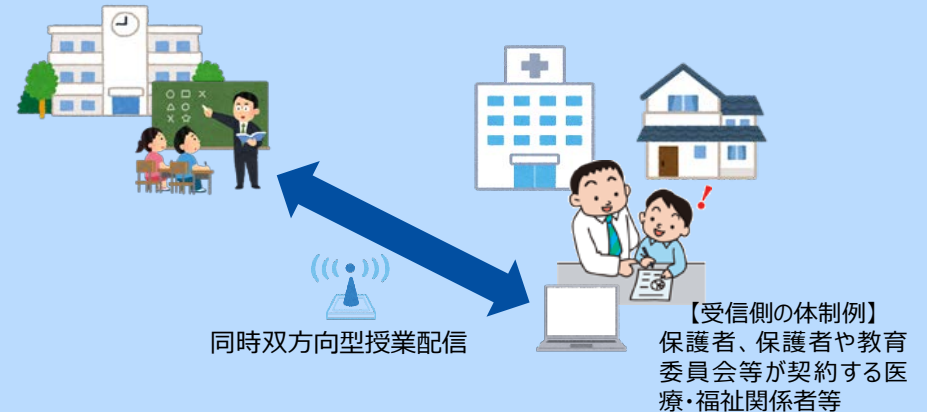 同時双方向型授業配信
【受信側の体制例】
保護者、保護者や教育
委員会等が契約する医
療・福祉関係者等